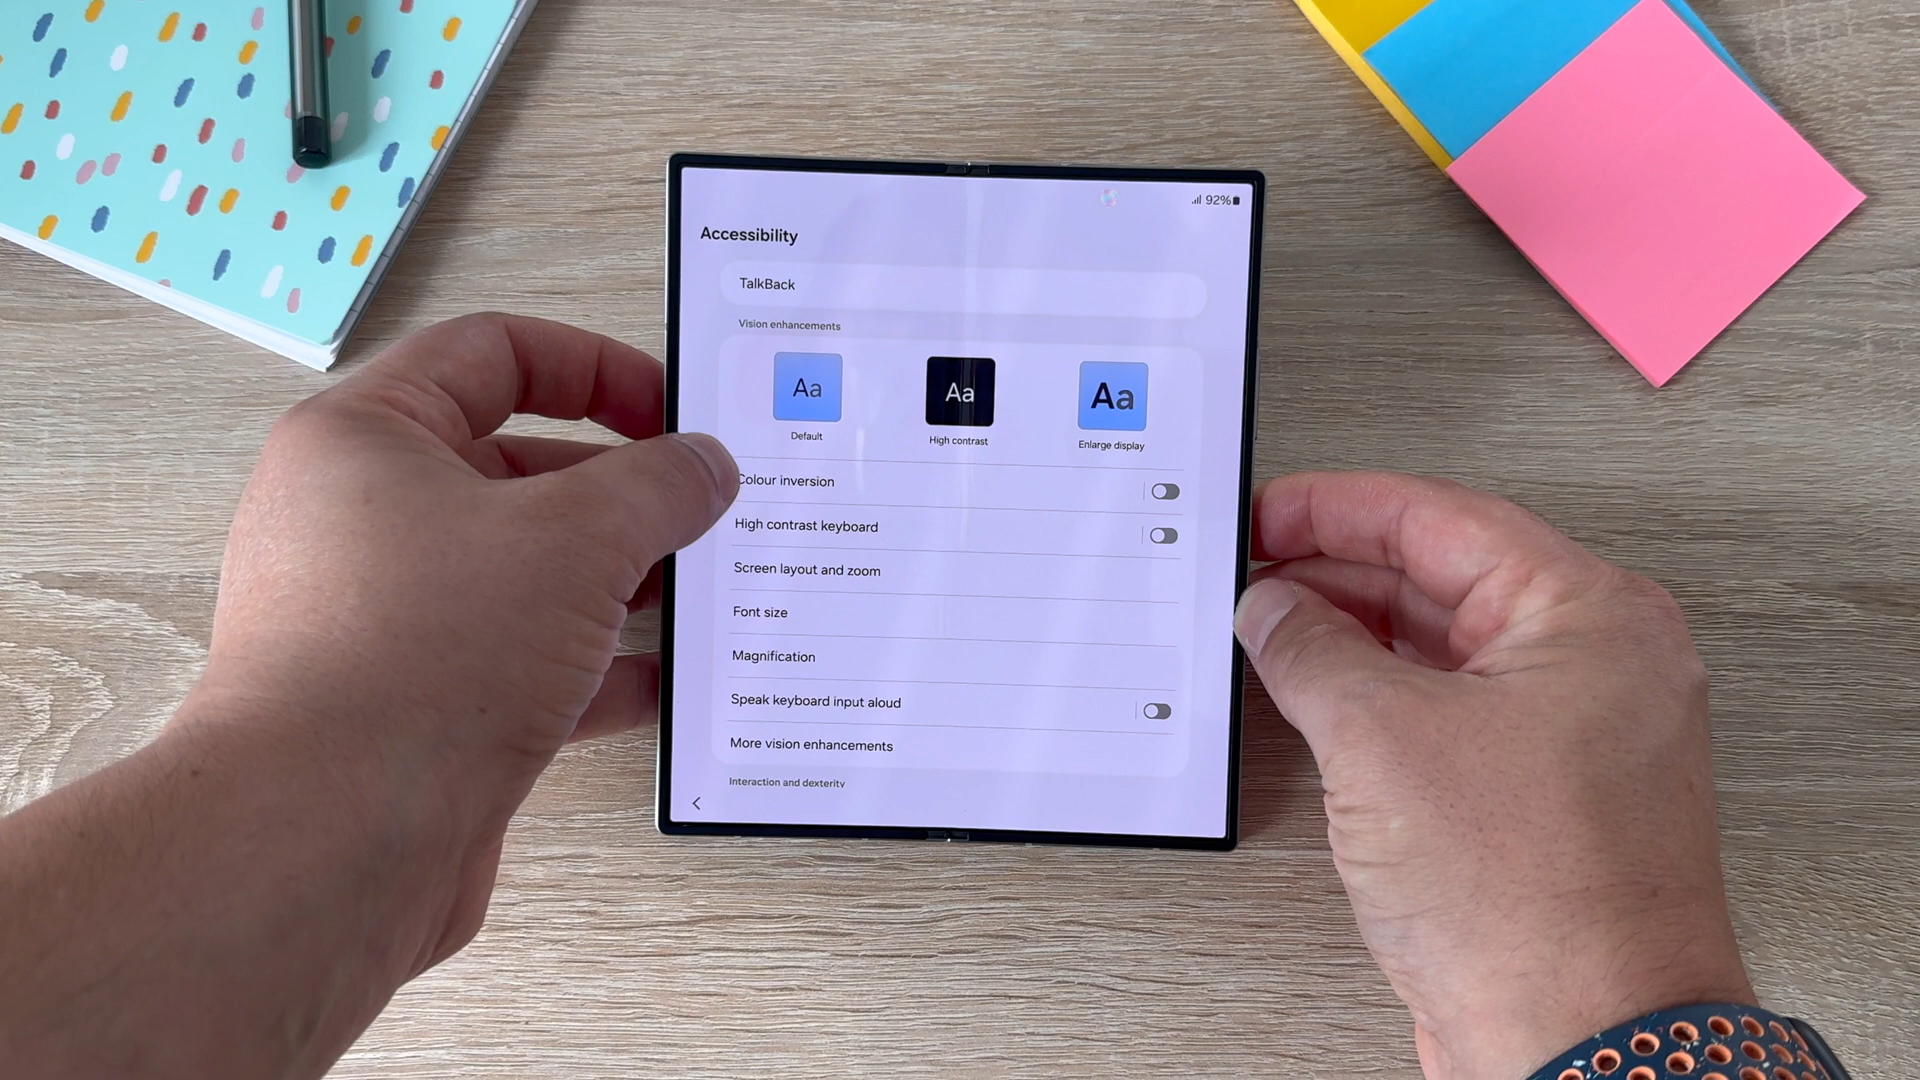 92%
Accessibility
TalkBack
Vision enhancements
Aa Aa Aa
Default High contrast Enlarge display
Colour inversion
High contrast keyboard
Screen layout and zoom
Font size
Magnification
Speak keyboard input aloud
More vision enhancements
Interaction and dexterity